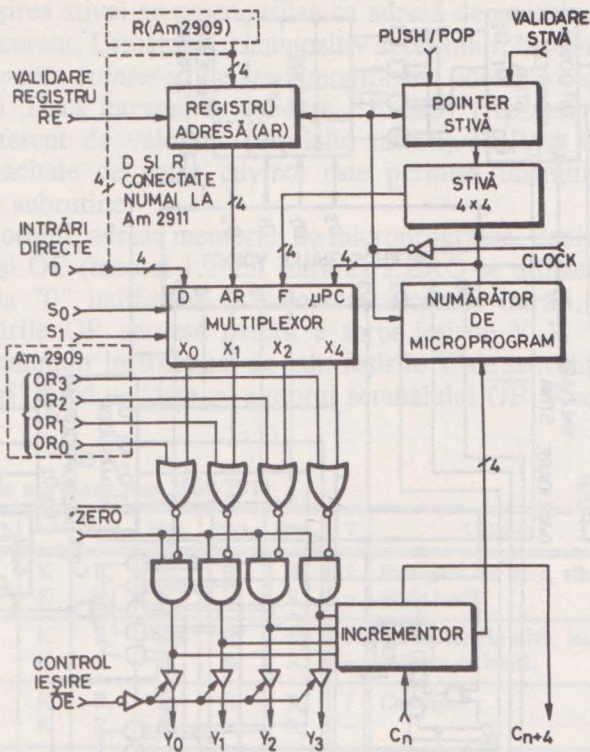 R(Am2909)
4
PUSH/POP
VALIDARE
STIVĂ
VALIDARE
REGISTRU
RE
REGISTRU
ADRESĂ (AR)
POINTER
STIVĂ
4
D ȘI R
CONECTATE
NUMAI LA
Am 2911
4
4
4
STIVĂ
4 x 4
INTRĂRI
DIRECTE
D
4
CLOCK
S0
S1
D AR F μPC
MULTIPLEXOR
X0 X1 X2 X4
NUMĂRĂTOR
DE
MICROPROGRAM
Am 2909
OR3
OR2
OR1
OR0
4
ZERO
INCREMENTOR
CONTROL
IEȘIRE
OE
Y0 Y1 Y2 Y3
Cn
Cn+4